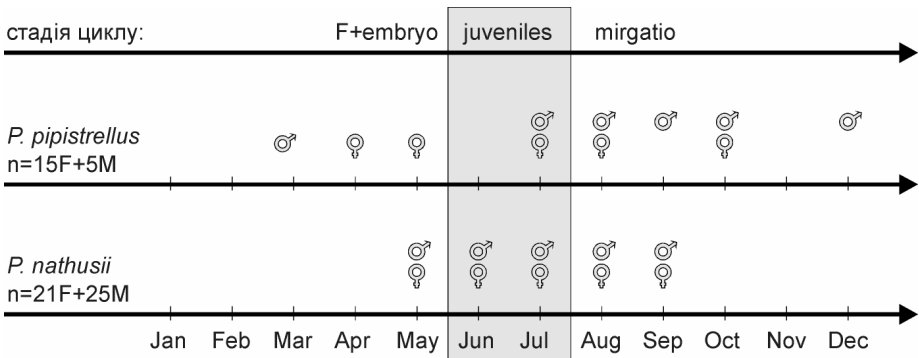 стадія циклу: F+embryo juveniles mirgatio
P. pipistrellus
n=15F+5M
P. nathusii
n=21F+25M
Jan Feb Mar Apr May Jun Jul Aug Sep Oct Nov Dec